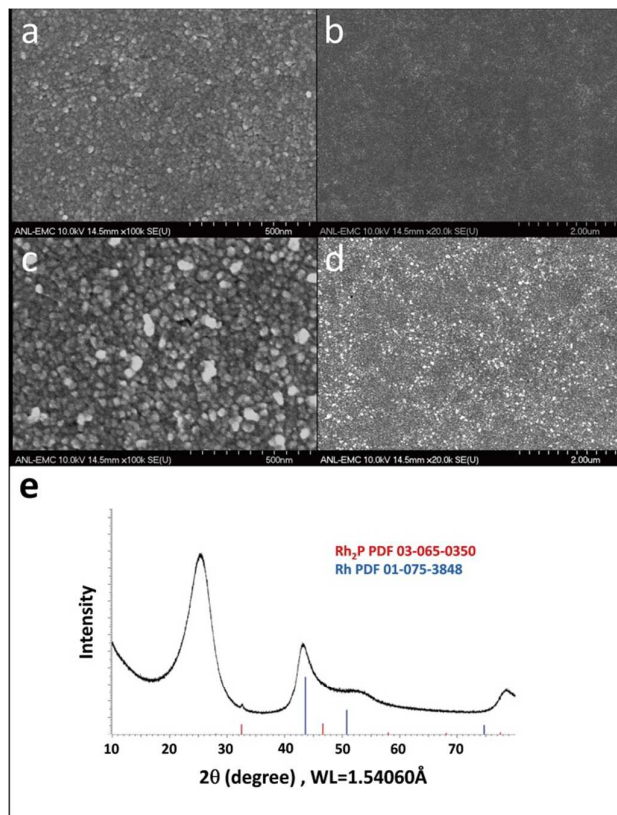 a
b
ANL-EMC 10.0kV 14.5mm x100k SE(U) 500nm
ANL-EMC 10.0kV 14.5mm x20.0k SE(U) 2.00um
c
d
ANL-EMC 10.0kV 14.5mm x100k SE(U) 500nm
ANL-EMC 10.0kV 14.5mm x20.0k SE(U) 2.00um
e
Rh₂P PDF 03-065-0350
Rh PDF 01-075-3848
Intensity
10 20 30 40 50 60 70
2θ (degree) , WL=1.54060Å